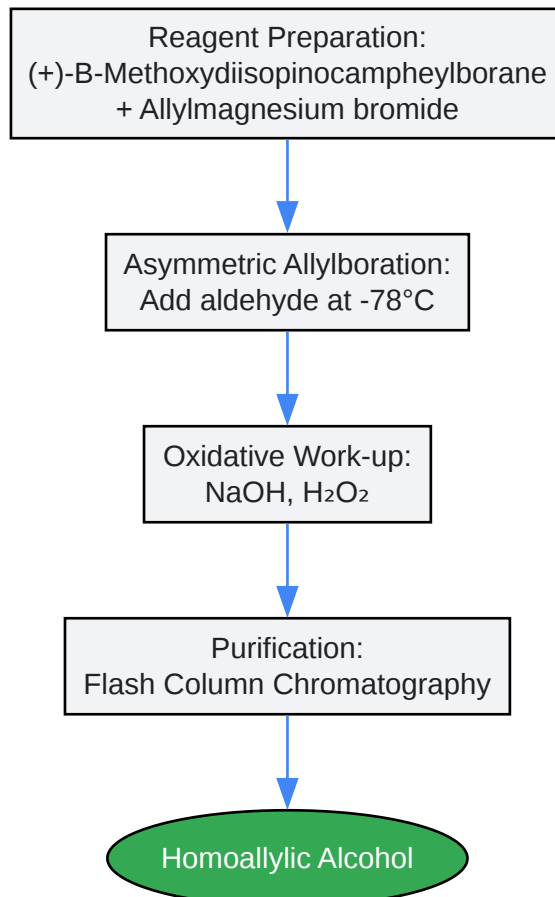 Reagent Preparation:
(+)-B-Methoxydiisopinocampheylborane
+ Allylmagnesium bromide
Asymmetric Allylboration:
Add aldehyde at -78°C
Oxidative Work-up:
NaOH, H₂O₂
Purification:
Flash Column Chromatography
Homoallylic Alcohol